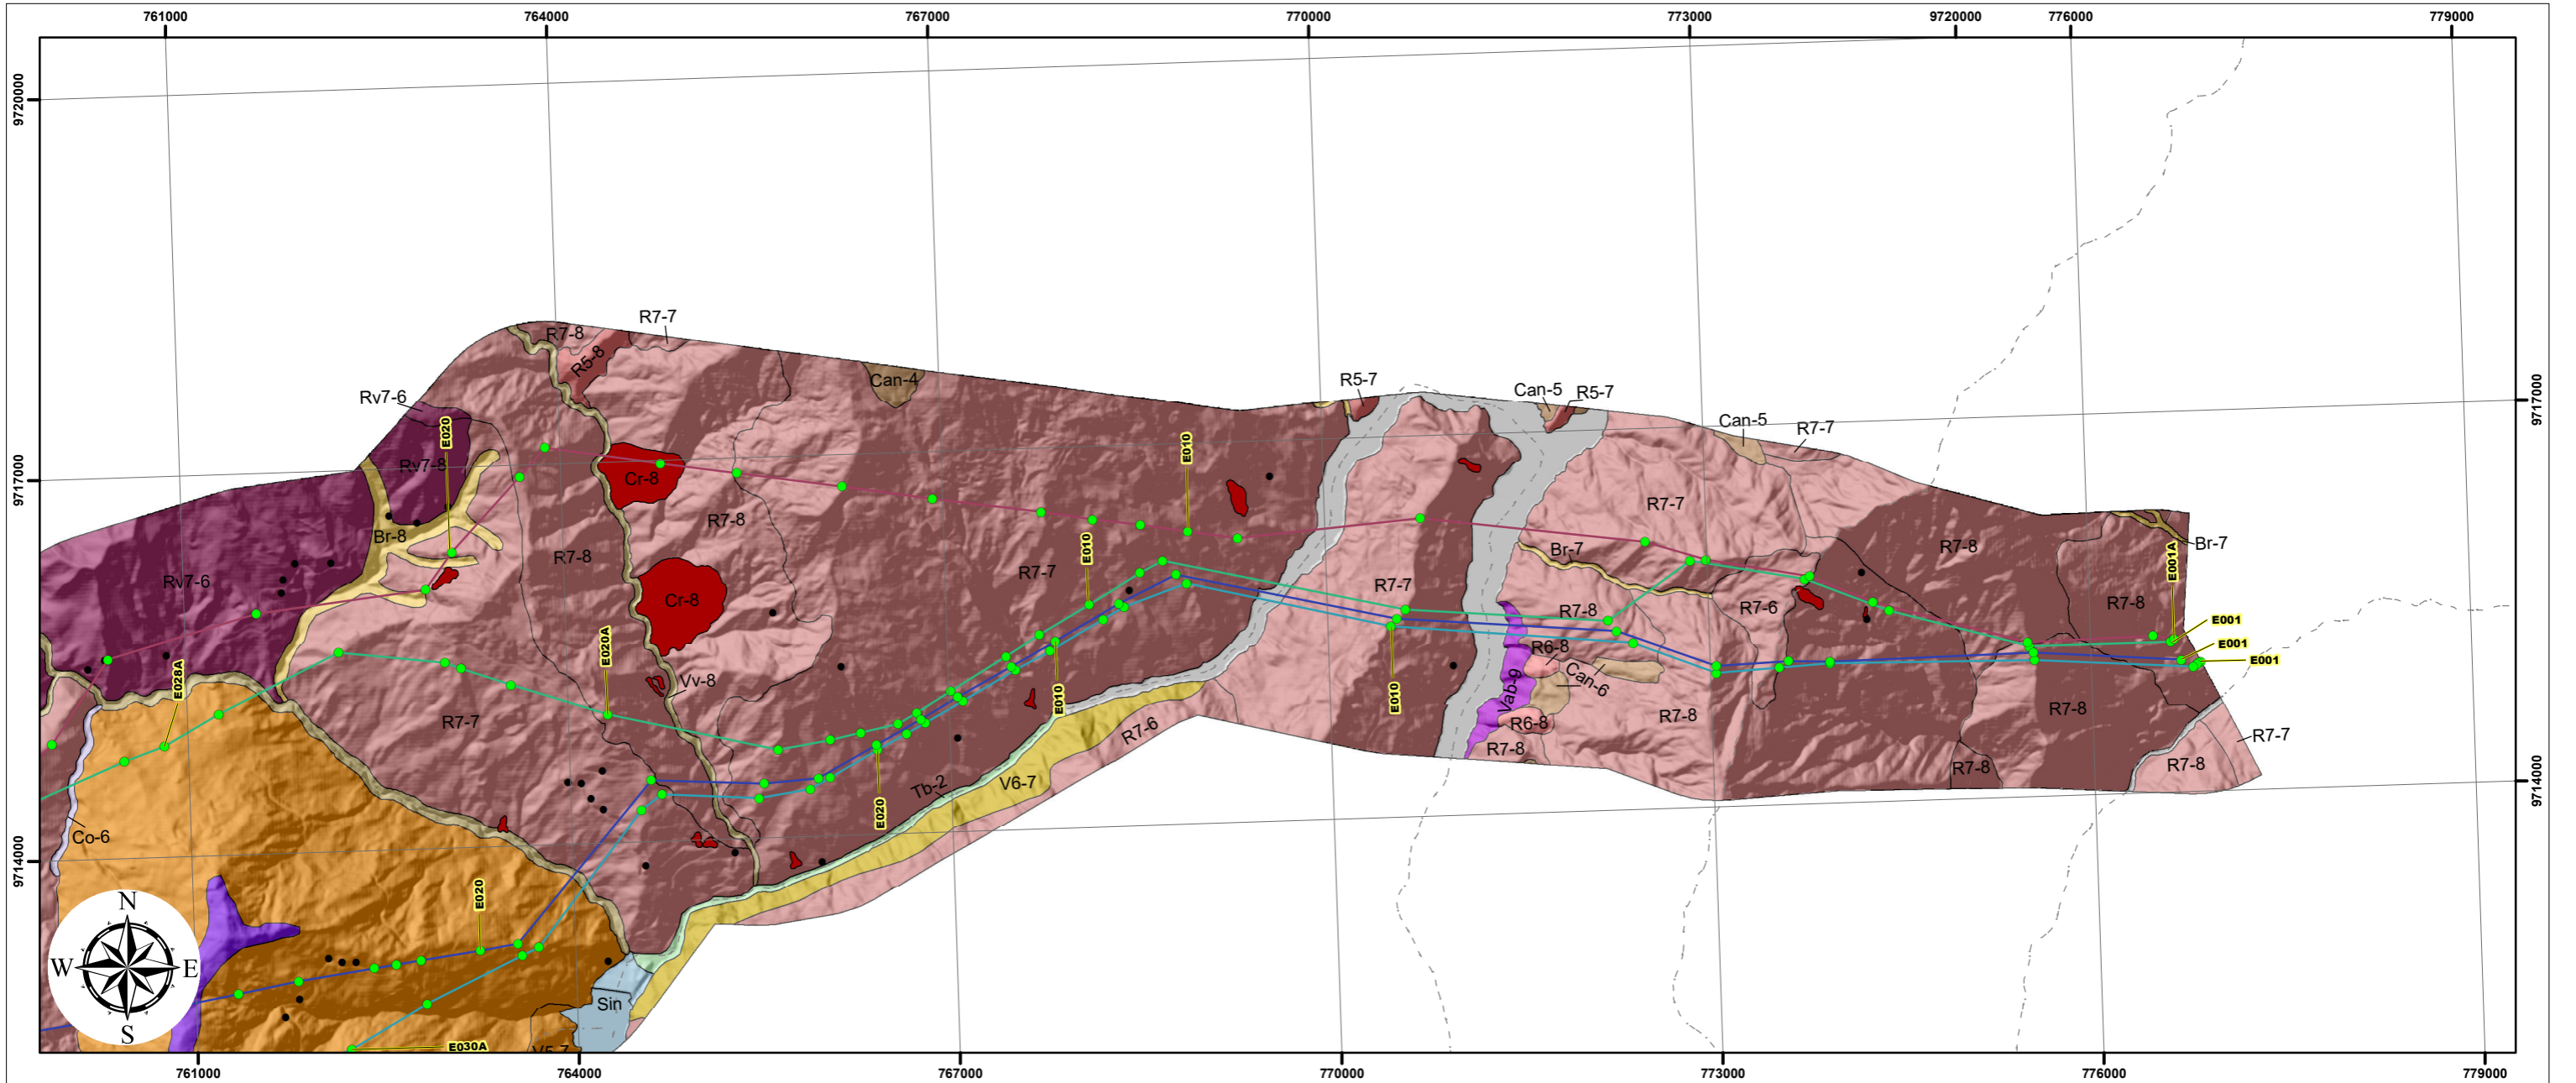 761000 764000 767000 770000 773000 9720000 776000 779000
9720000
R7-7
R7-8
R5-8
Can-4
R5-7
Can-5
R5-7
Rv7-6
Can-5
R7-7
9717000
E020
E010
Rv7-8
9717000
Cr-8
R7-7
R7-8
Br-8
R7-8
Br-7
E010
Br-7
R7-8
E001A
Rv7-6
R7-7
R7-7
Cr-8
R7-8
R7-6
R7-8
E001
E020A
E001
R6-8
E001
E028A
Vv-8
Can-6
Vab-9
E010
E010
R7-8
R7-8
R7-7
R6-8
R7-6
R7-7
R7-8
R7-8
R7-8
V6-7
Tb-2
9714000
E020
Co-6
9714000
E020
N
W E
S
Sin
E030A
V5-7
761000 764000 767000 770000 773000 776000 779000